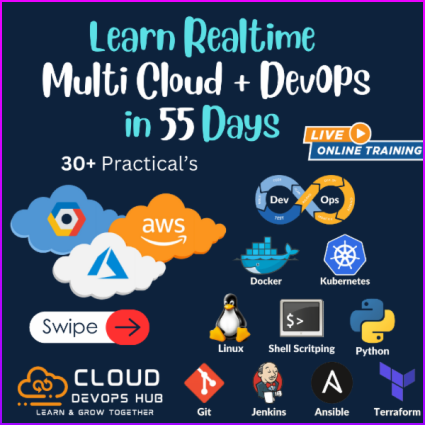 Learn Realtime
Multi Cloud + DevOps
in 55 Days
LIVE
ONLINE TRAINING
30+ Practical's
aws
Dev
Ops
Docker
Kubernetes
Swipe
$>
Linux
Shell Scritping
Python
CLOUD
DEVOPS HUB
LEARN & GROW TOGETHER
Git
Jenkins
Ansible
Terraform